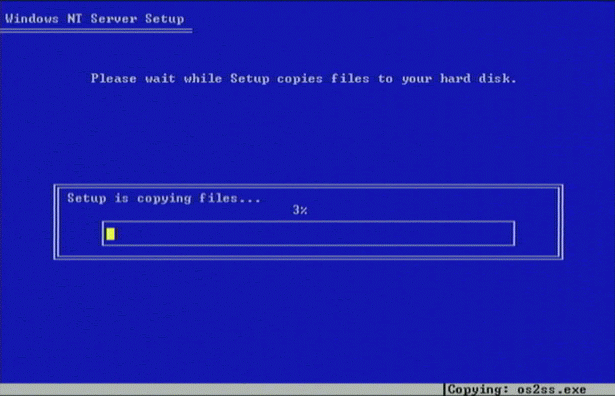 Windows NT Server Setup
Please wait while Setup copies files to your hard disk.
Setup is copying files...
3%
Copying: os2ss.exe